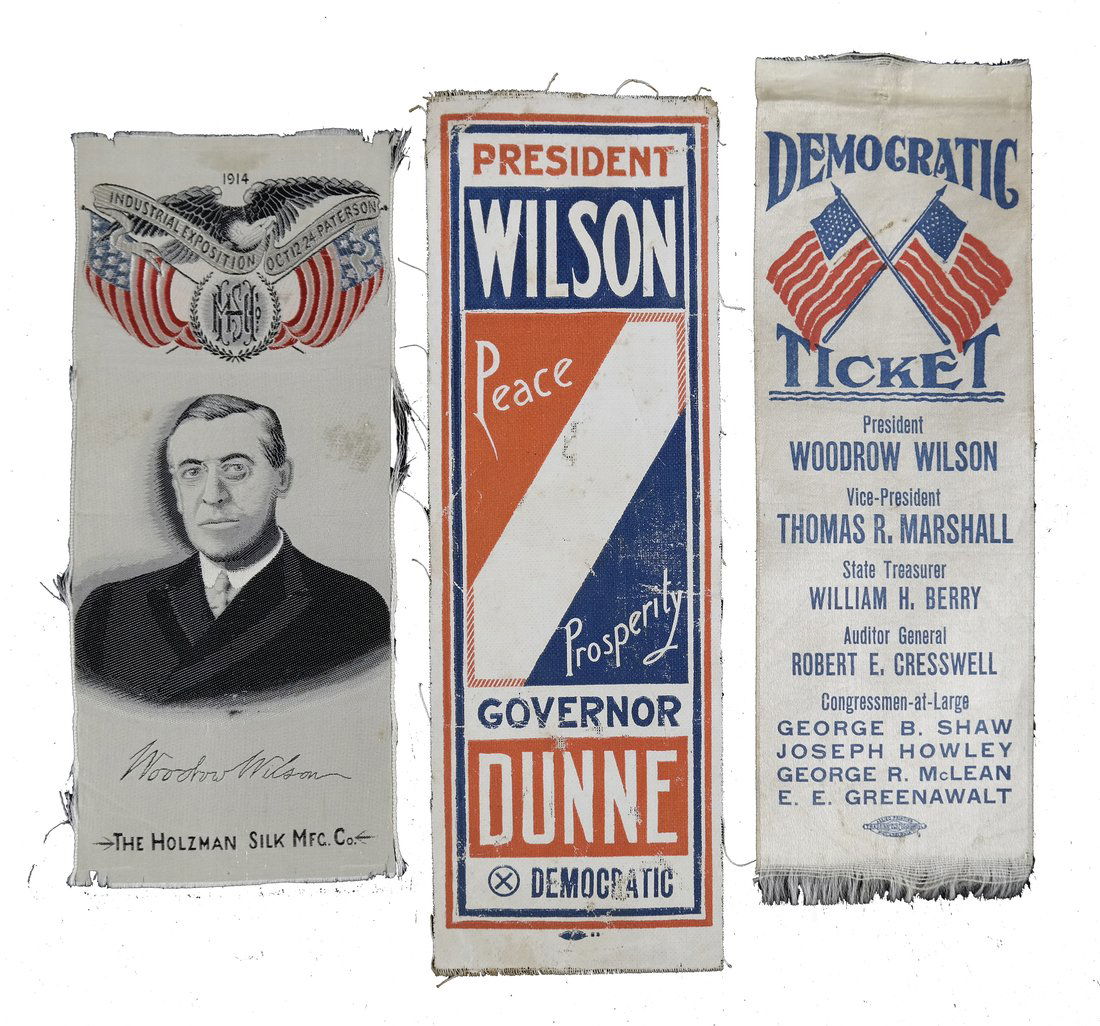 1914
INDUSTRIAL EXPOSITION OCT 12-24 PATERSON
Woodrow Wilson
THE HOLZMAN SILK MFG. Co.
PRESIDENT
WILSON
Peace
Prosperity
GOVERNOR
DUNNE
DEMOCRATIC
DEMOCRATIC
TICKET
President
WOODROW WILSON
Vice-President
THOMAS R. MARSHALL
State Treasurer
WILLIAM H. BERRY
Auditor General
ROBERT E. CRESSWELL
Congressmen-at-Large
GEORGE B. SHAW
JOSEPH HOWLEY
GEORGE R. McLEAN
E. E. GREENAWALT